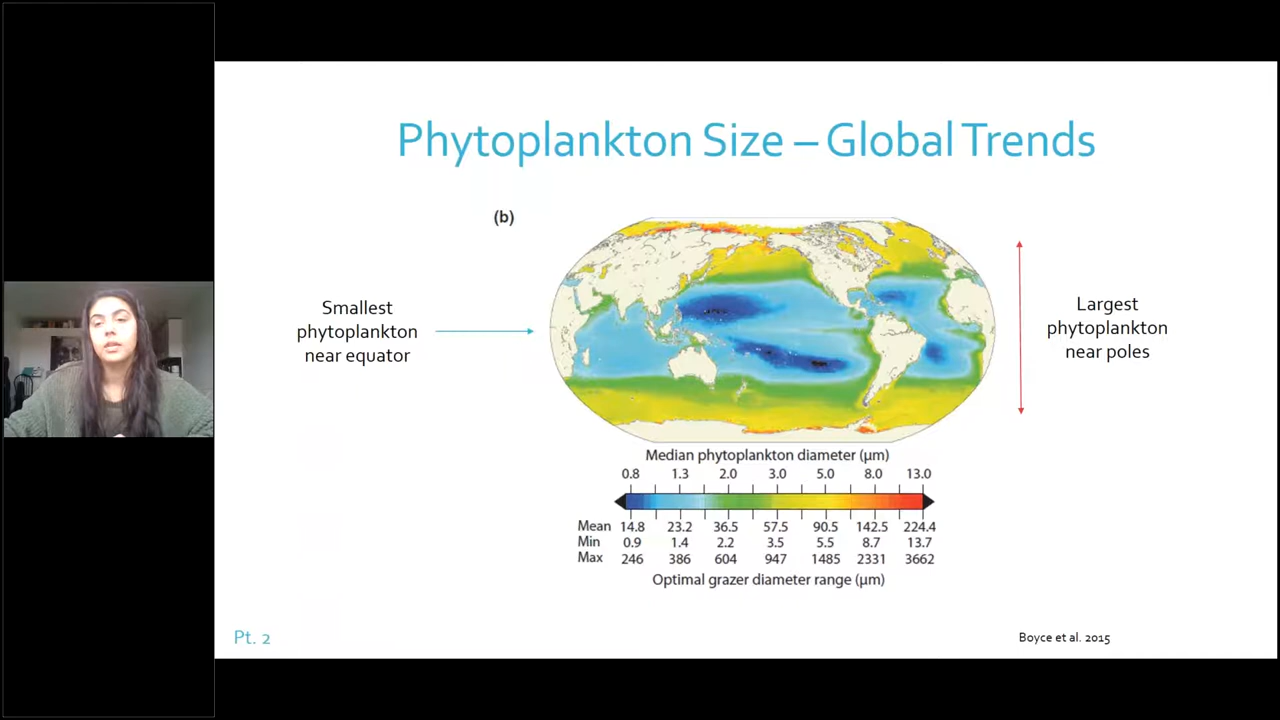 Phytoplankton Size – Global Trends
(b)
Smallest
phytoplankton
near equator
Largest
phytoplankton
near poles
Median phytoplankton diameter (μm)
0.8 1.3 2.0 3.0 5.0 8.0 13.0
Mean 14.8 23.2 36.5 57.5 90.5 142.5 224.4
Min 0.9 1.4 2.2 3.5 5.5 8.7 13.7
Max 246 386 604 947 1485 2331 3662
Optimal grazer diameter range (μm)
Pt. 2
Boyce et al. 2015